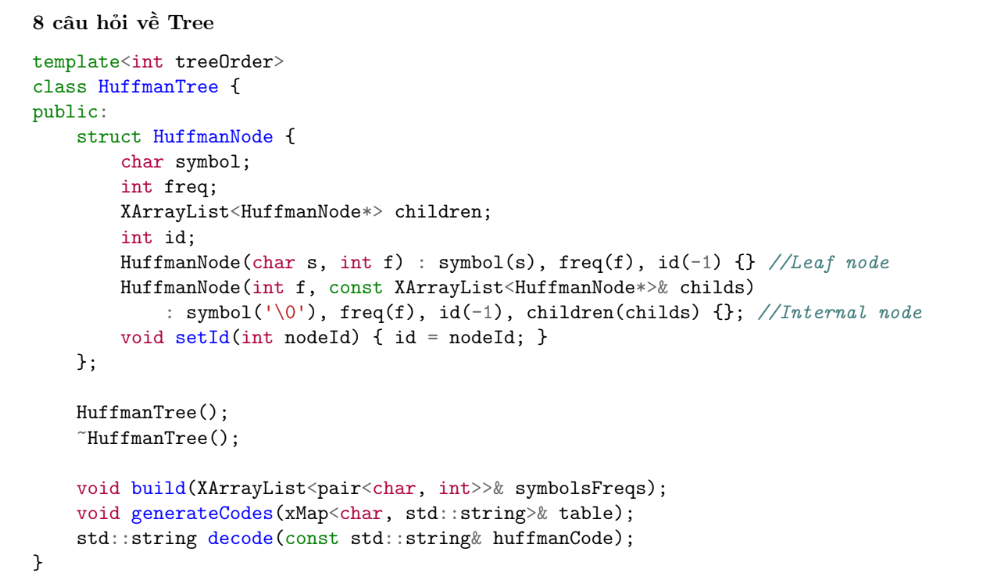 8 câu hỏi về Tree
template<int treeOrder>
class HuffmanTree {
public:
    struct HuffmanNode {
        char symbol;
        int freq;
        XArrayList<HuffmanNode*> children;
        int id;
        HuffmanNode(char s, int f) : symbol(s), freq(f), id(-1) {} //Leaf node
        HuffmanNode(int f, const XArrayList<HuffmanNode*>& childs)
            : symbol('\0'), freq(f), id(-1), children(childs) {}; //Internal node
        void setId(int nodeId) { id = nodeId; }
    };
    HuffmanTree();
    ~HuffmanTree();
    void build(XArrayList<pair<char, int>>& symbolsFreqs);
    void generateCodes(xMap<char, std::string>& table);
    std::string decode(const std::string& huffmanCode);
}